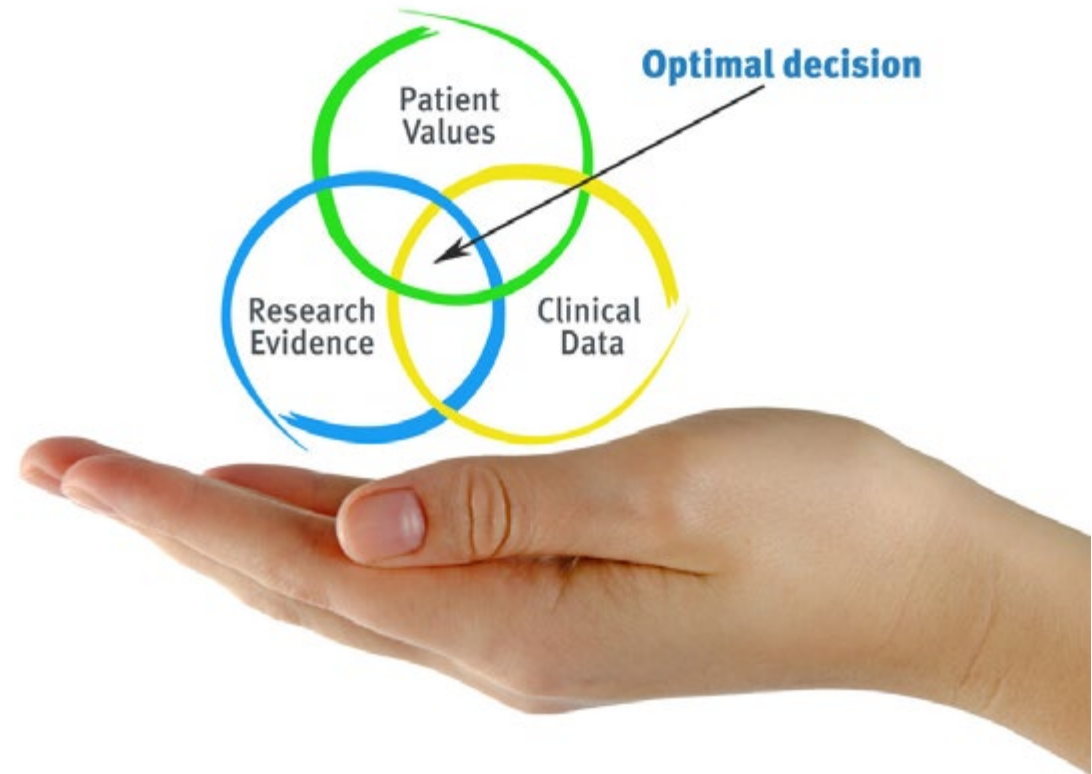 Patient
Values
Optimal decision
Research
Evidence
Clinical
Data